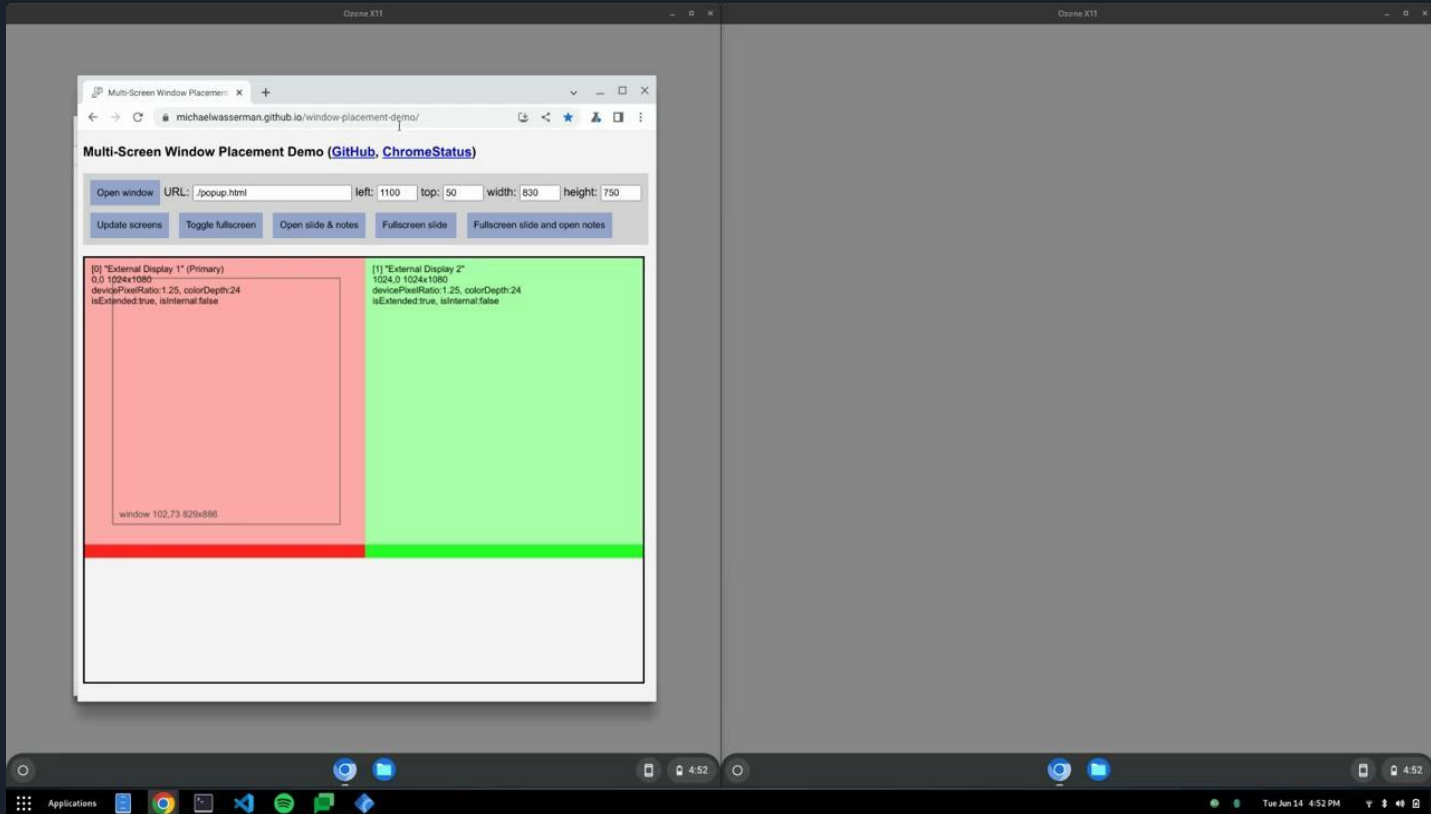 Ozone X11
Ozone X11
Multi-Screen Window Placement
michaelwasserman.github.io/window-placement-demo/
Multi-Screen Window Placement Demo (GitHub, ChromeStatus)
Open window URL: ./popup.html left: 1100 top: 50 width: 830 height: 750
Update screens Toggle fullscreen Open slide & notes Fullscreen slide Fullscreen slide and open notes
[0] "External Display 1" (Primary)
0,0 1024x1080
devicePixelRatio:1.25, colorDepth:24
isExtended:true, isInternal:false
[1] "External Display 2"
1024,0 1024x1080
devicePixelRatio:1.25, colorDepth:24
isExtended:true, isInternal:false
window 102,73 829x886
4:52
4:52
Applications
Tue Jun 14 4:52 PM